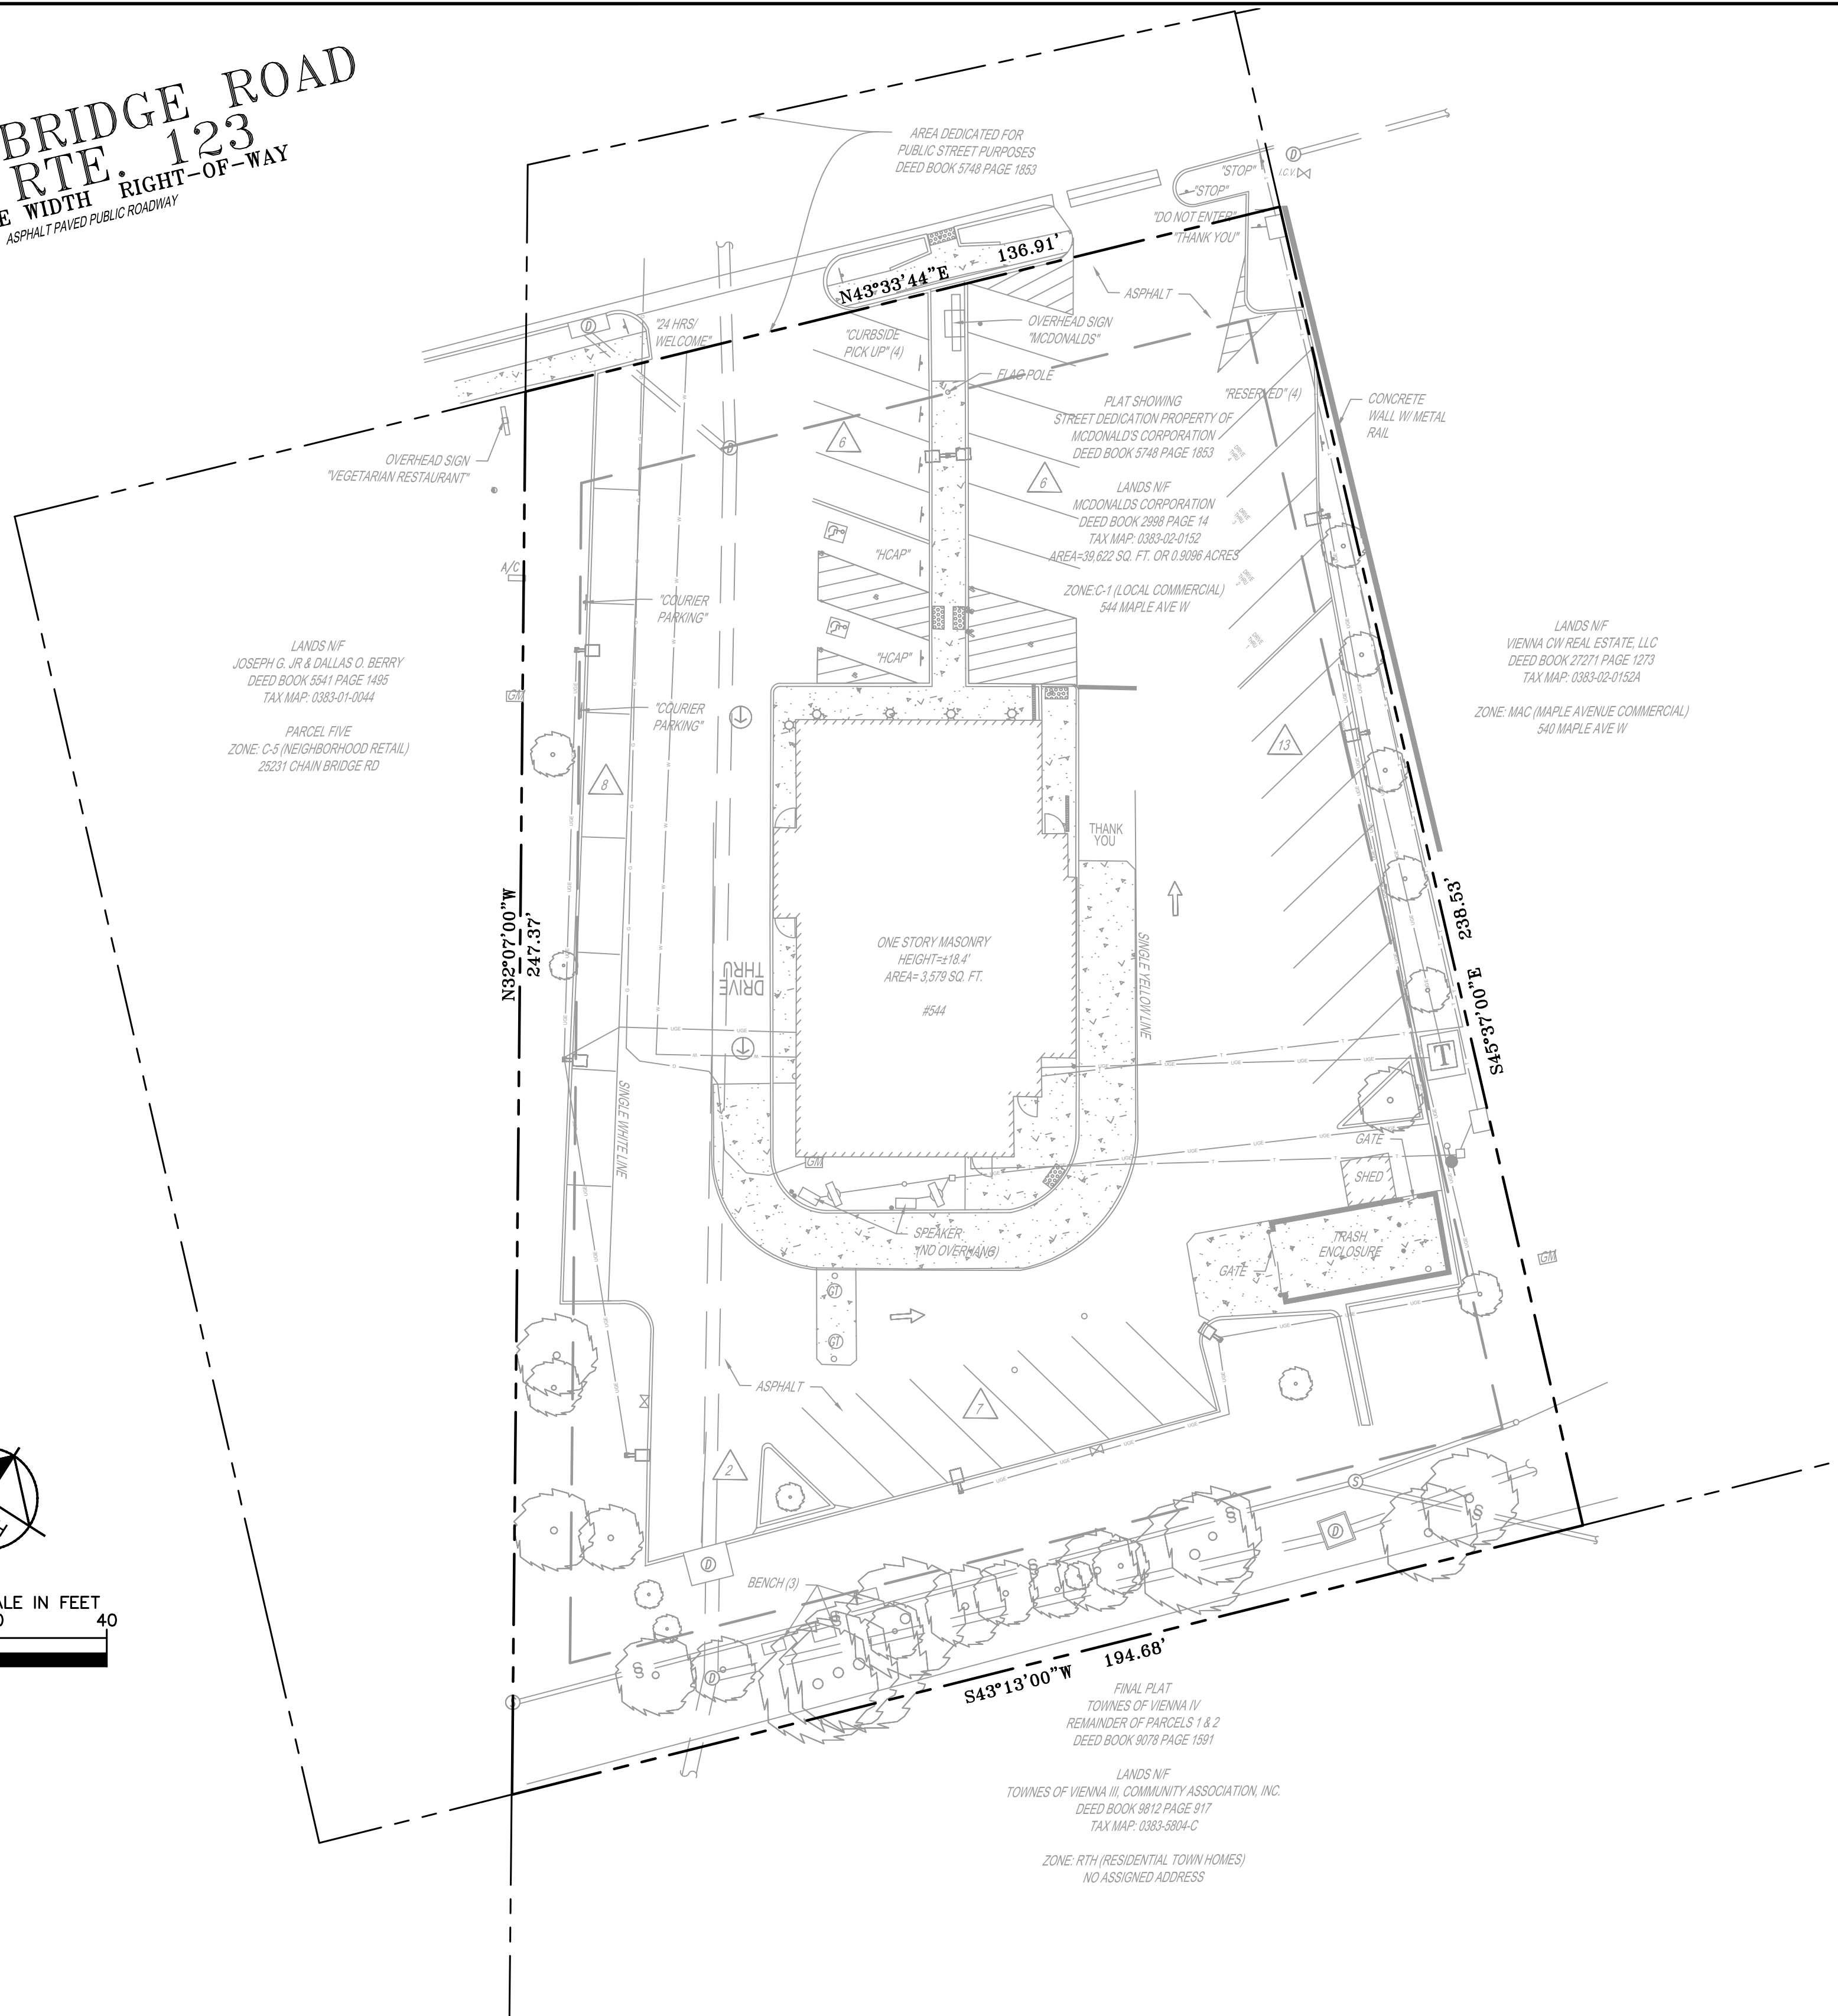 BRIDGE ROAD
RTE. 123
E WIDTH RIGHT-OF-WAY
ASPHALT PAVED PUBLIC ROADWAY
AREA DEDICATED FOR
PUBLIC STREET PURPOSES
DEED BOOK 5748 PAGE 1853
"STOP"
D
I.C.V.
"STOP"
"DO NOT ENTER"
"THANK YOU"
N43°33'44"E 136.91'
ASPHALT
D
"24 HRS/
WELCOME"
"CURBSIDE
PICK UP" (4)
OVERHEAD SIGN
"MCDONALDS"
FLAG POLE
"RESERVED" (4)
CONCRETE
WALL W/ METAL
RAIL
PLAT SHOWING
STREET DEDICATION PROPERTY OF
MCDONALD'S CORPORATION
DEED BOOK 5748 PAGE 1853
OVERHEAD SIGN
"VEGETARIAN RESTAURANT"
D
6
6
LANDS N/F
MCDONALDS CORPORATION
DEED BOOK 2998 PAGE 14
TAX MAP: 0383-02-0152
AREA=39,622 SQ. FT. OR 0.9096 ACRES
ZONE:C-1 (LOCAL COMMERCIAL)
544 MAPLE AVE W
"HCAP"
"HCAP"
A/C
"COURIER
PARKING"
"COURIER
PARKING"
GM
LANDS N/F
JOSEPH G. JR & DALLAS O. BERRY
DEED BOOK 5541 PAGE 1495
TAX MAP: 0383-01-0044
PARCEL FIVE
ZONE: C-5 (NEIGHBORHOOD RETAIL)
25231 CHAIN BRIDGE RD
LANDS N/F
VIENNA CW REAL ESTATE, LLC
DEED BOOK 27271 PAGE 1273
TAX MAP: 0383-02-0152A
ZONE: MAC (MAPLE AVENUE COMMERCIAL)
540 MAPLE AVE W
8
13
THANK
YOU
N32°07'00"W
247.37'
DRIVE
THRU
ONE STORY MASONRY
HEIGHT=±18.4'
AREA= 3,579 SQ. FT.
#544
SINGLE YELLOW LINE
S45°37'00"E 238.53'
T
SINGLE WHITE LINE
GATE
SHED
GM
SPEAKER
(NO OVERHANG)
TRASH
ENCLOSURE
GATE
GM
GT
GT
ASPHALT
7
2
S
D
D
BENCH (3)
D
S
S43°13'00"W 194.68'
FINAL PLAT
TOWNES OF VIENNA IV
REMAINDER OF PARCELS 1 & 2
DEED BOOK 9078 PAGE 1591
LANDS N/F
TOWNES OF VIENNA III, COMMUNITY ASSOCIATION, INC.
DEED BOOK 9812 PAGE 917
TAX MAP: 0383-5804-C
ZONE: RTH (RESIDENTIAL TOWN HOMES)
NO ASSIGNED ADDRESS
ALE IN FEET
0 40